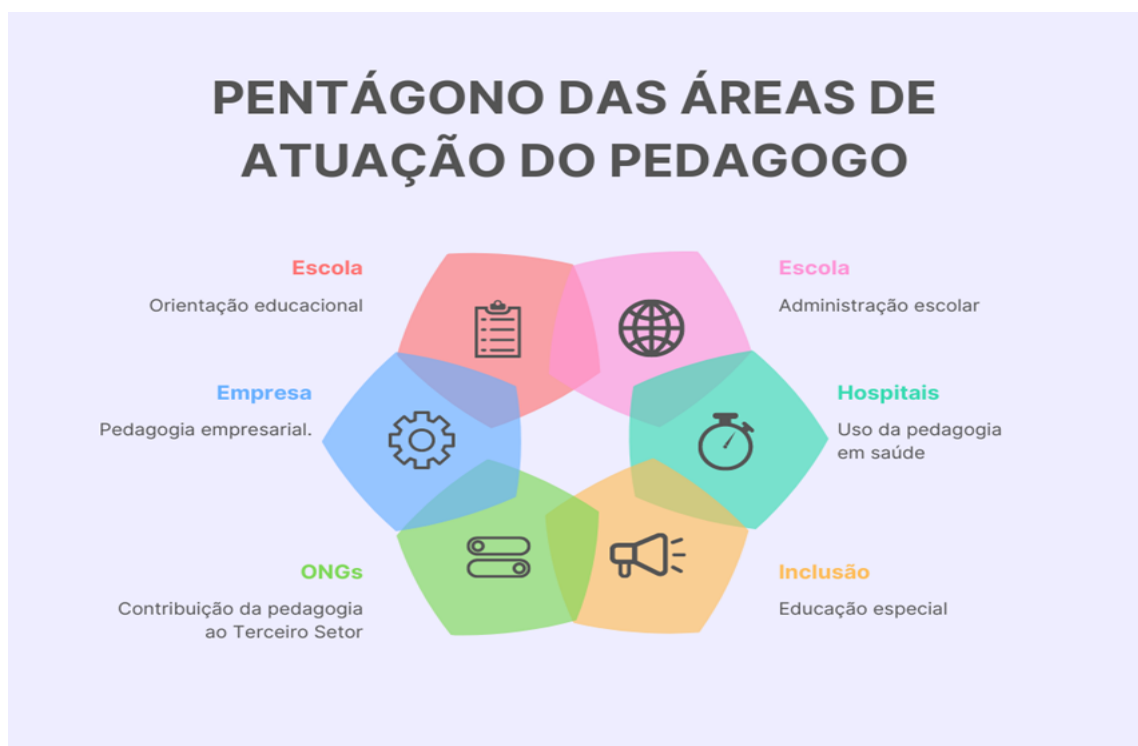 PENTÁGONO DAS ÁREAS DE
ATUAÇÃO DO PEDAGOGO
Escola
Orientação educacional
Escola
Administração escolar
Empresa
Pedagogia empresarial.
Hospitais
Uso da pedagogia
em saúde
ONGs
Contribuição da pedagogia
ao Terceiro Setor
Inclusão
Educação especial